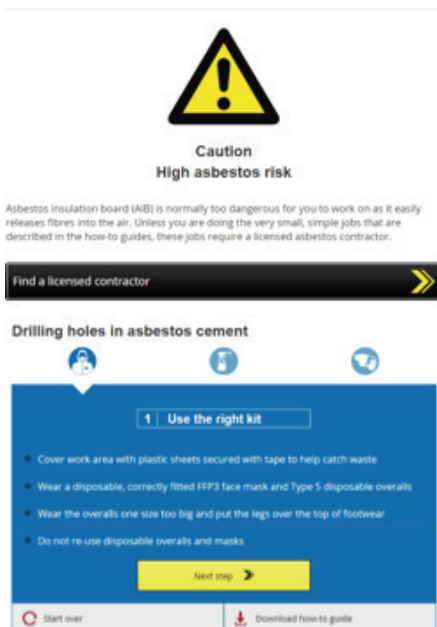 Caution
High asbestos risk
Asbestos insulation board (AIB) is normally too dangerous for you to work on as it easily
releases fibres into the air. Unless you are doing the very small, simple jobs that are
described in the how-to guides, these jobs require a licensed asbestos contractor.
Find a licensed contractor
Drilling holes in asbestos cement
1 | Use the right kit
Cover work area with plastic sheets secured with tape to help catch waste
Wear a disposable, correctly fitted FFP3 face mask and Type 5 disposable overalls
Wear the overalls one size too big and put the legs over the top of footwear
Do not re-use disposable overalls and masks
Next step
Start over
Download how-to guide